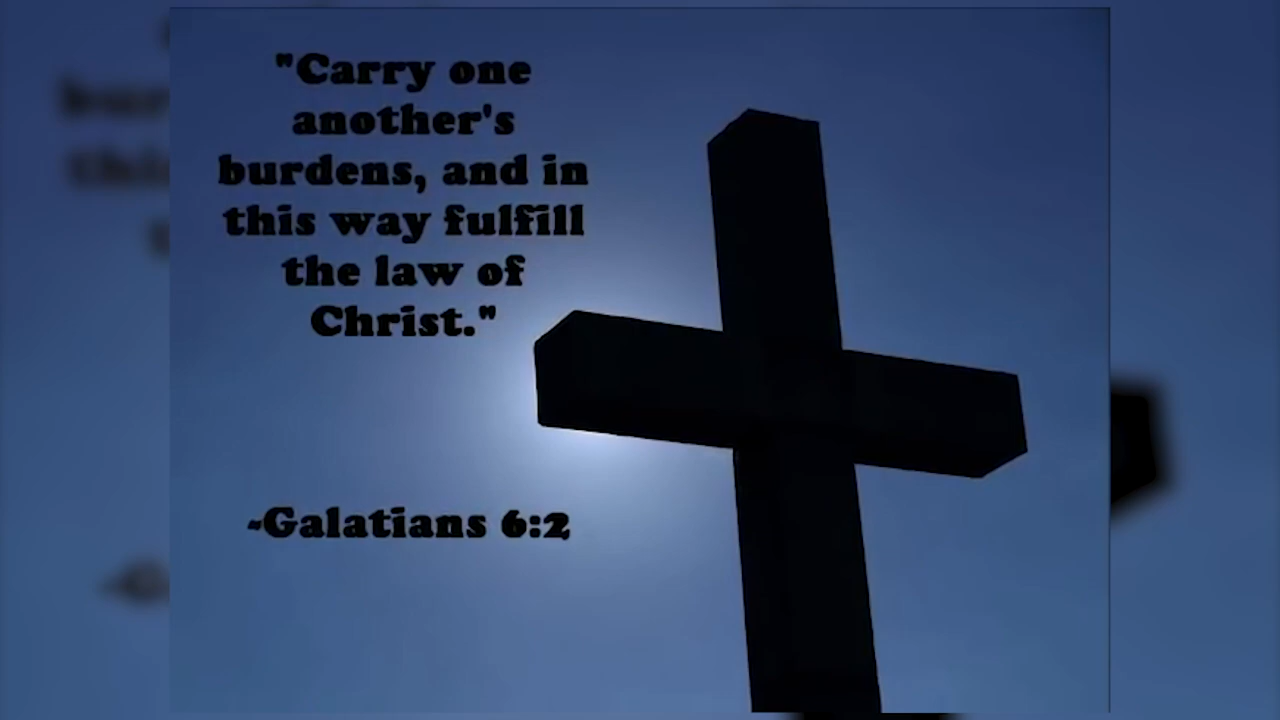 "Carry one
another's
burdens, and in
this way fulfill
the law of
Christ."
-Galatians 6:2